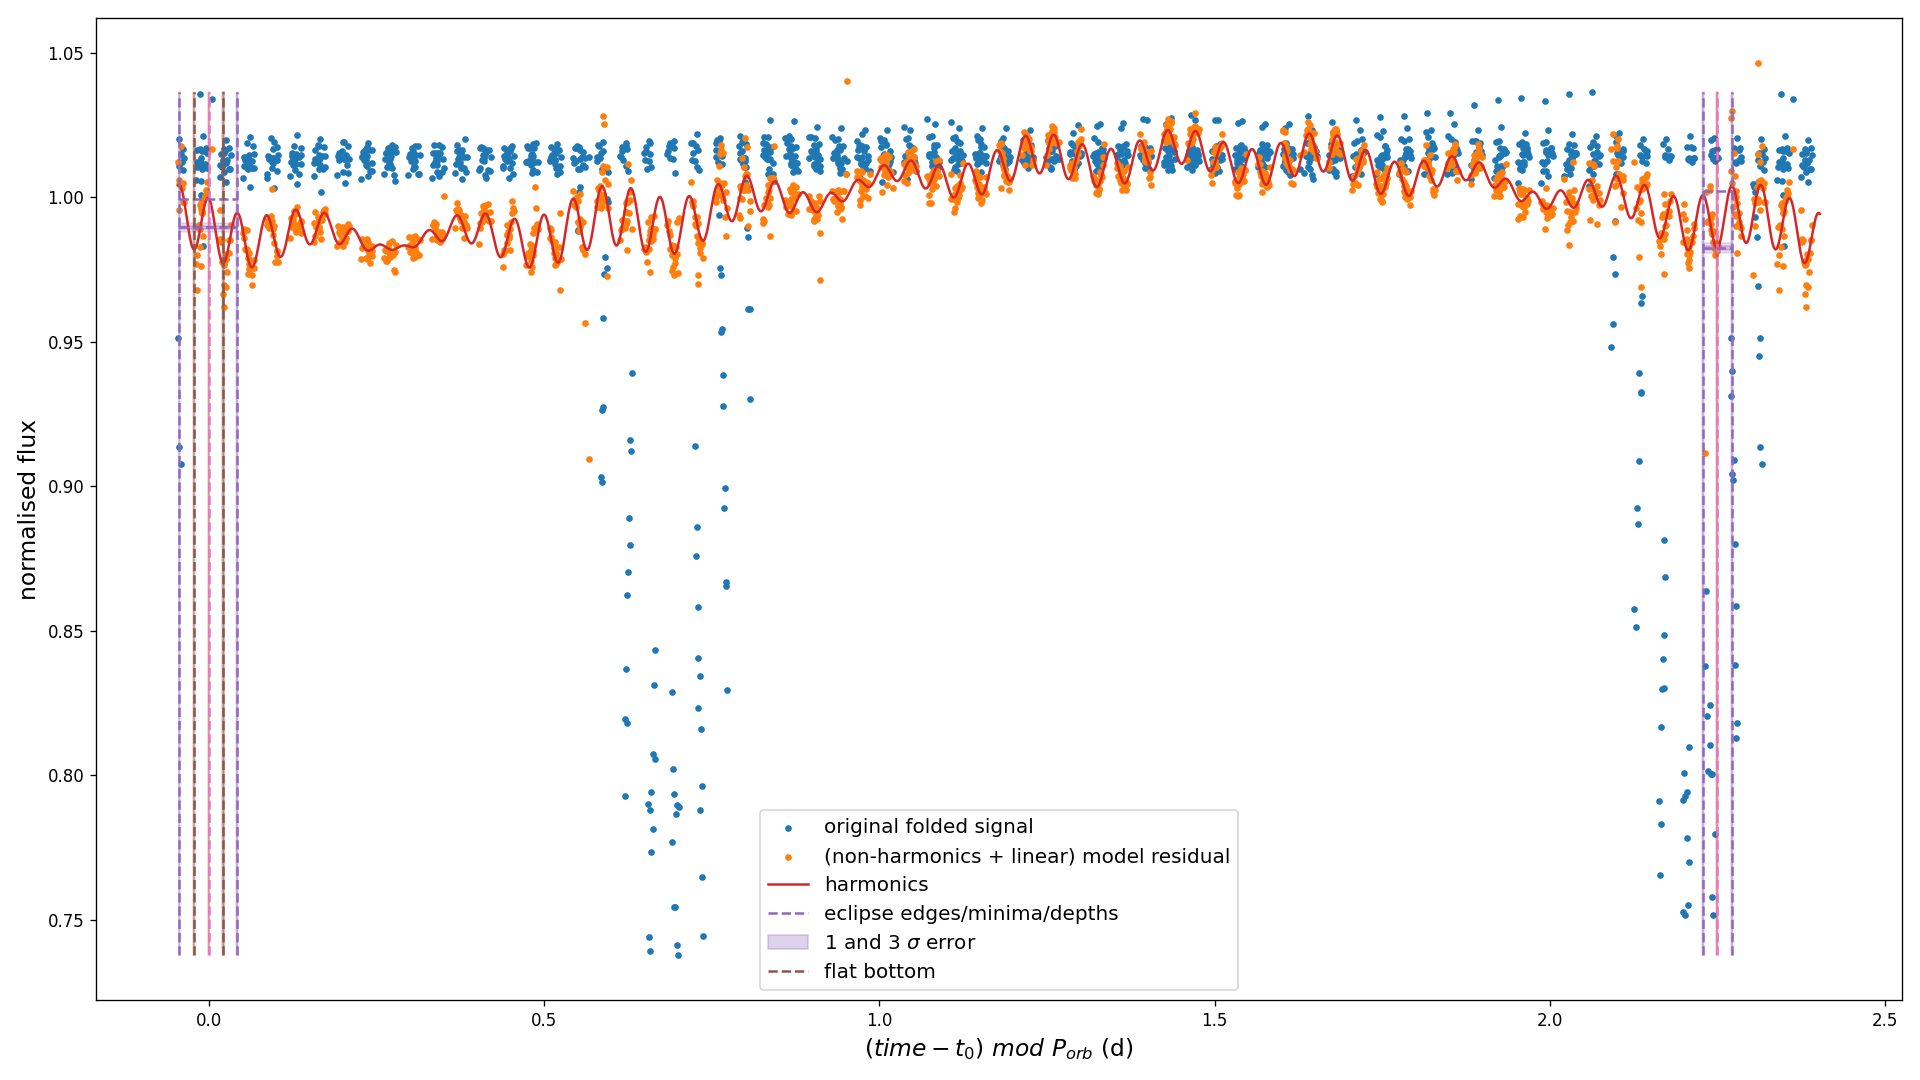 normalised flux
1.05
1.00
0.95
0.90
0.85
0.80
0.75
original folded signal
(non-harmonics + linear) model residual
harmonics
eclipse edges/minima/depths
1 and 3 σ error
flat bottom
0.0 0.5 1.0 1.5 2.0 2.5
(time − t₀) mod Pₒᵣᵦ (d)